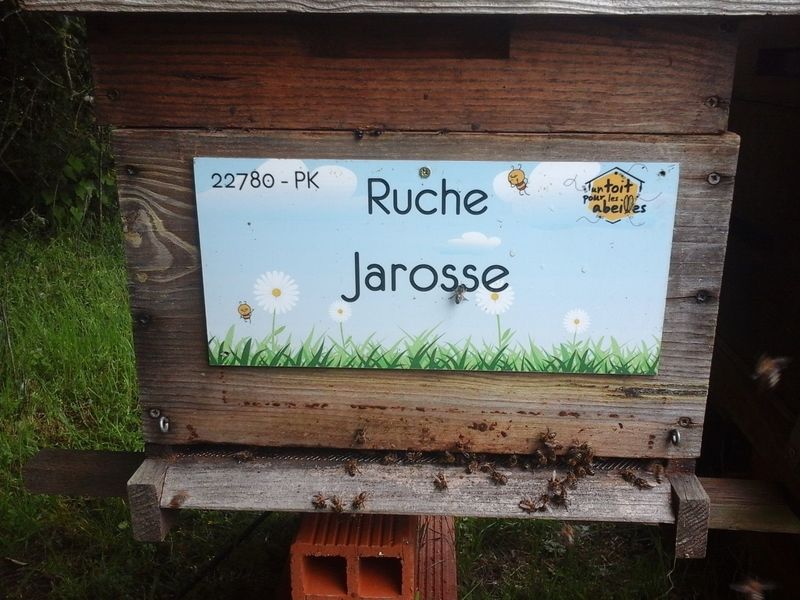 22780 - PK
Ruche
Jarosse
un toit
pour les
abeilles